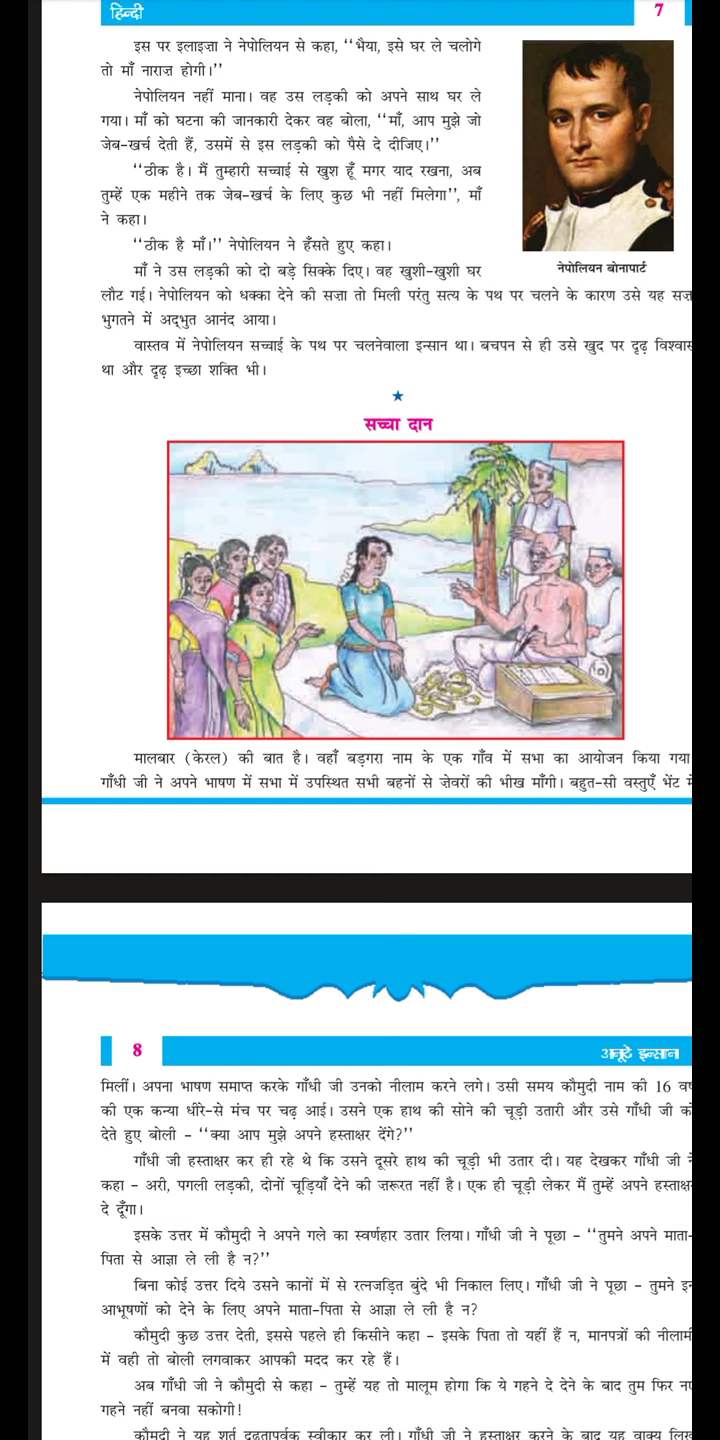 हिन्दी
7
इस पर इलाइज़ा ने नेपोलियन से कहा, ‘‘भैया, इसे घर ले चलोगे
तो माँ नाराज़ होगी।’’
नेपोलियन नहीं माना। वह उस लड़की को अपने साथ घर ले
गया। माँ को घटना की जानकारी देकर वह बोला, ‘‘माँ, आप मुझे जो
जेब-खर्च देती हैं, उसमें से इस लड़की को पैसे दे दीजिए।’’
‘‘ठीक है। मैं तुम्हारी सच्चाई से खुश हूँ मगर याद रखना, अब
तुम्हें एक महीने तक जेब-खर्च के लिए कुछ भी नहीं मिलेगा’’, माँ
ने कहा।
‘‘ठीक है माँ।’’ नेपोलियन ने हँसते हुए कहा।
माँ ने उस लड़की को दो बड़े सिक्के दिए। वह खुशी-खुशी घर
नेपोलियन बोनापार्ट
लौट गई। नेपोलियन को धक्का देने की सज़ा तो मिली परंतु सत्य के पथ पर चलने के कारण उसे यह
भुगतने में अद्भुत आनंद आया।
वास्तव में नेपोलियन सच्चाई के पथ पर चलनेवाला इन्सान था। बचपन से ही उसे खुद पर दृढ़ विश्वास
था और दृढ़ इच्छा शक्ति भी।
सच्चा दान
मालबार (केरल) की बात है। वहाँ बड़गरा नाम के एक गाँव में सभा का आयोजन किया गया
गाँधी जी ने अपने भाषण में सभा में उपस्थित सभी बहनों से ज़ेवरों की भीख माँगी। बहुत-सी वस्तुएँ भेंट
8
अनूठे इन्सान
मिलीं। अपना भाषण समाप्त करके गाँधी जी उनको नीलाम करने लगे। उसी समय कौमुदी नाम की 16
की एक कन्या धीरे-से मंच पर चढ़ आई। उसने एक हाथ की सोने की चूड़ी उतारी और उसे गाँधी जी को
देते हुए बोली - ‘‘क्या आप मुझे अपने हस्ताक्षर देंगे?’’
गाँधी जी हस्ताक्षर कर ही रहे थे कि उसने दूसरे हाथ की चूड़ी भी उतार दी। यह देखकर गाँधी जी ने
कहा - अरी, पगली लड़की, दोनों चूड़ियाँ देने की ज़रूरत नहीं है। एक ही चूड़ी लेकर मैं तुम्हें अपने
दे दूँगा।
इसके उत्तर में कौमुदी ने अपने गले का स्वर्णहार उतार लिया। गाँधी जी ने पूछा - ‘‘तुमने अपने माता-
पिता से आज्ञा ले ली है न?’’
बिना कोई उत्तर दिये उसने कानों में से रत्नजड़ित बुंदे भी निकाल लिए। गाँधी जी ने पूछा - तुमने
आभूषणों को देने के लिए अपने माता-पिता से आज्ञा ले ली है न?
कौमुदी कुछ उत्तर देती, इससे पहले ही किसीने कहा - इसके पिता तो यहीं हैं न, मानपत्रों की नीलामी
में वही तो बोली लगवाकर आपकी मदद कर रहे हैं।
अब गाँधी जी ने कौमुदी से कहा - तुम्हें यह तो मालूम होगा कि ये गहने दे देने के बाद तुम फिर
गहने नहीं बनवा सकोगी!
कौमुदी ने यह शर्त दृढ़तापूर्वक स्वीकार कर ली। गाँधी जी ने हस्ताक्षर करने के बाद यह वाक्य